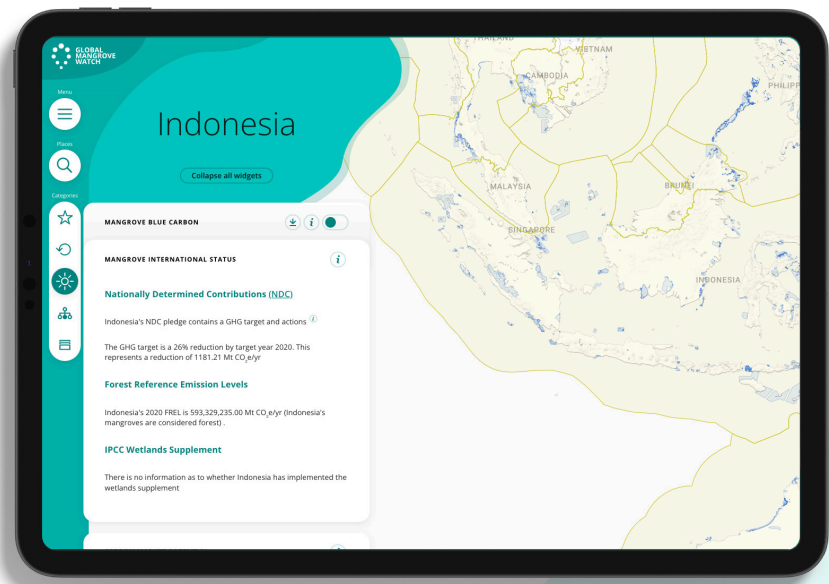 GLOBAL
MANGROVE
WATCH
Menu
Places
Categories
Indonesia
Collapse all widgets
MANGROVE BLUE CARBON
MANGROVE INTERNATIONAL STATUS
Nationally Determined Contributions (NDC)
Indonesia's NDC pledge contains a GHG target and actions
The GHG target is a 26% reduction by target year 2020. This
represents a reduction of 1181.21 Mt CO₂e/yr
Forest Reference Emission Levels
Indonesia's 2020 FREL is 593,329,235.00 Mt CO₂e/yr (Indonesia's
mangroves are considered forest) .
IPCC Wetlands Supplement
There is no information as to whether Indonesia has implemented the
wetlands supplement
THAILAND
VIETNAM
CAMBODIA
PHILIPP
MALAYSIA
BRUNEI
SINGAPORE
INDONESIA